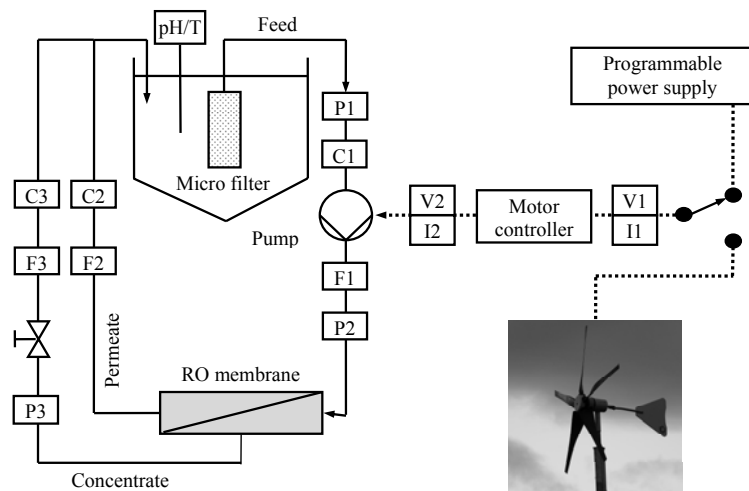 pH/T
Feed
Programmable
power supply
P1
C1
Micro filter
C3
C2
V2
I2
Motor
controller
V1
I1
Pump
F3
F2
F1
P2
Permeate
RO membrane
P3
Concentrate